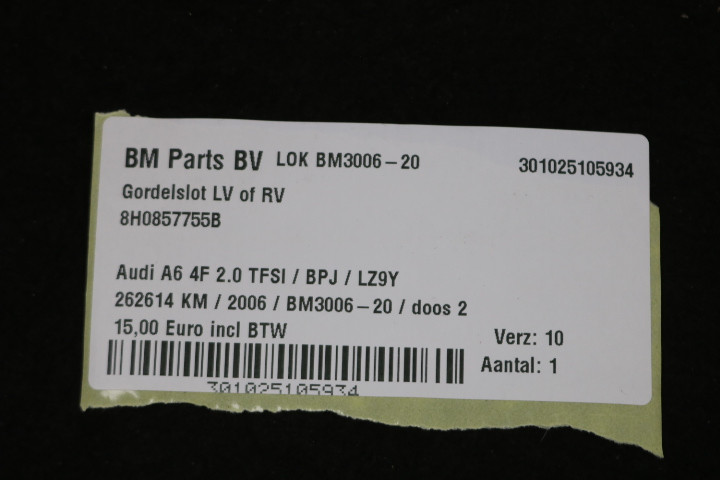 BM Parts BV LOK BM3006-20 301025105934
Gordelslot LV of RV
8H0857755B
Audi A6 4F 2.0 TFSI / BPJ / LZ9Y
262614 KM / 2006 / BM3006-20 / doos 2
15,00 Euro incl BTW Verz: 10
Aantal: 1
301025105934